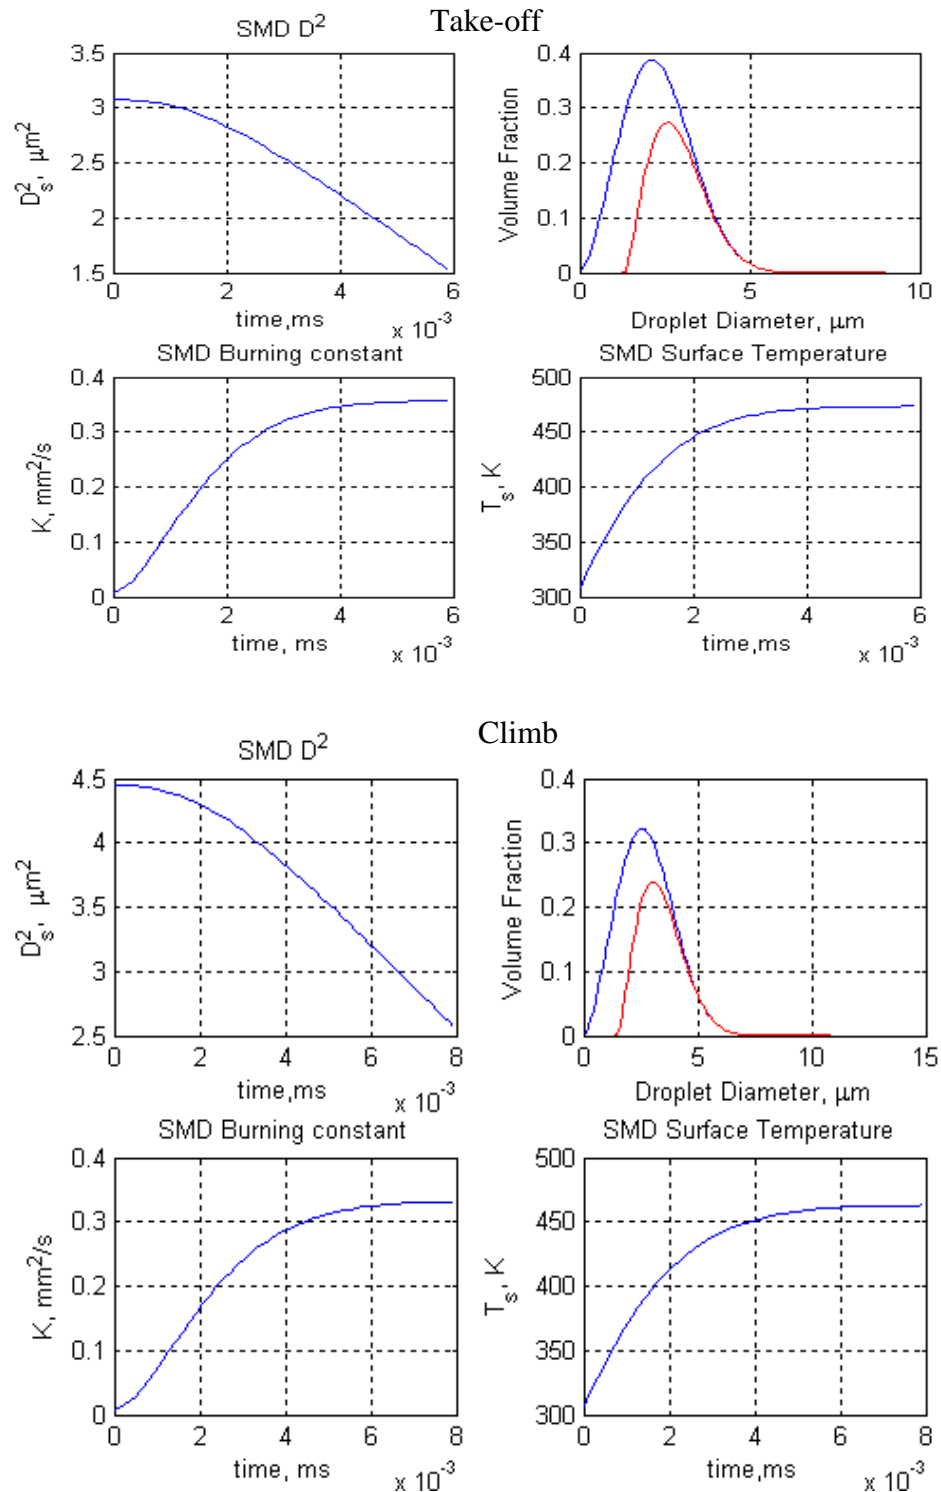 Take-off
SMD D²
3.5
3
2.5
2
1.5
D²ₛ, μm²
0 2 4 6
time,ms
x 10⁻³
0.4
0.3
0.2
0.1
0
Volume Fraction
0 5 10
Droplet Diameter, μm
SMD Burning constant
0.4
0.3
0.2
0.1
0
K, mm²/s
0 2 4 6
time, ms
x 10⁻³
SMD Surface Temperature
500
450
400
350
300
Tₛ, K
0 2 4 6
time,ms
x 10⁻³
Climb
SMD D²
4.5
4
3.5
3
2.5
D²ₛ, μm²
0 2 4 6 8
time,ms
x 10⁻³
0.4
0.3
0.2
0.1
0
Volume Fraction
0 5 10 15
Droplet Diameter, μm
SMD Burning constant
0.4
0.3
0.2
0.1
0
K, mm²/s
0 2 4 6 8
time, ms
x 10⁻³
SMD Surface Temperature
500
450
400
350
300
Tₛ, K
0 2 4 6 8
time,ms
x 10⁻³